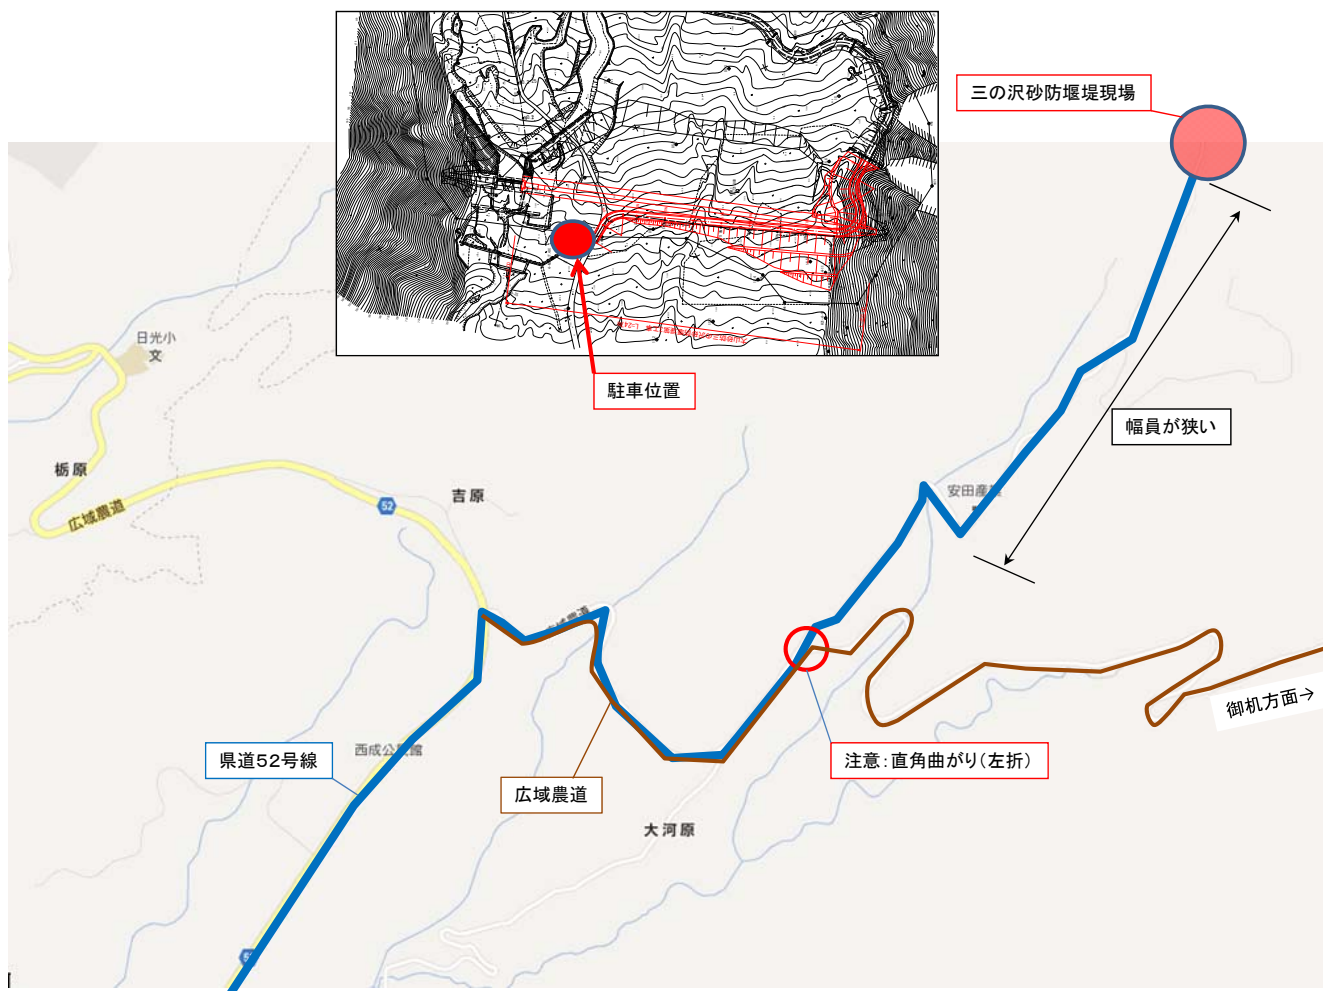 三の沢砂防堰堤現場
駐車位置
日光小
文
栃原
広域農道
52
吉原
幅員が狭い
安田産業
御机方面→
西成公民館
県道52号線
広域農道
注意：直角曲がり(左折)
大河原